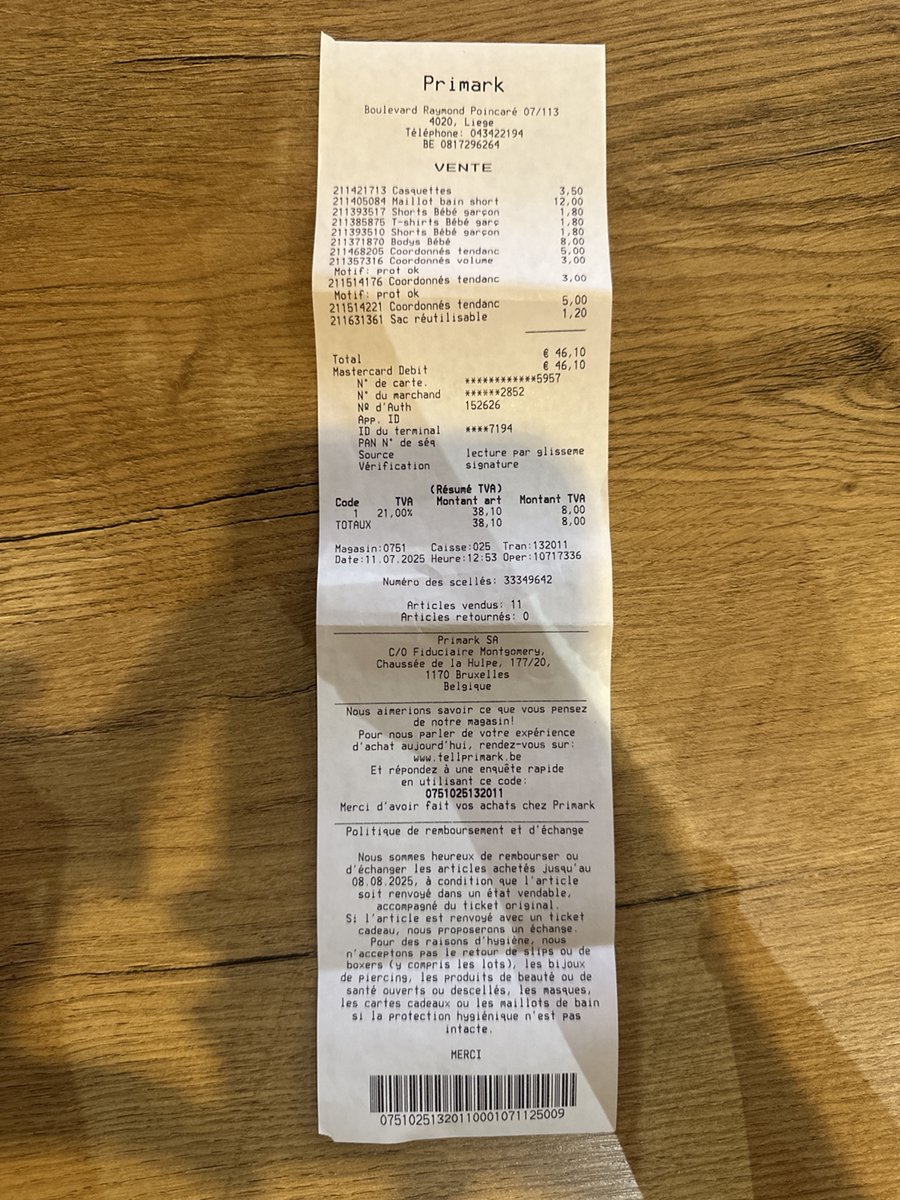 Primark
Boulevard Raymond Poincaré 07/113
4020, Liege
Téléphone: 043422194
BE 0817296264
VENTE
211421713 Casquettes 3,50
211405084 Maillot bain short 12,00
211393517 Shorts Bébé garçon 1,80
211385875 T-shirts Bébé garç 1,80
211393510 Shorts Bébé garçon 1,80
211371870 Bodys Bébé 8,00
211468205 Coordonnés tendanc 5,00
211357316 Coordonnés volume 3,00
Motif: prot ok
211514176 Coordonnés tendanc 3,00
Motif: prot ok
211514221 Coordonnés tendanc 5,00
211631361 Sac réutilisable 1,20
Total € 46,10
Mastercard Debit € 46,10
N° de carte. ************5957
N° du marchand ******2852
Nº d'Auth 152626
App. ID
ID du terminal ****7194
PAN N° de séq
Source lecture par glisseme
Vérification signature
(Résumé TVA)
Code TVA Montant art Montant TVA
1 21,00% 38,10 8,00
TOTAUX 38,10 8,00
Magasin:0751 Caisse:025 Tran:132011
Date:11.07.2025 Heure:12:53 Oper:10717336
Numéro des scellés: 33349642
Articles vendus: 11
Articles retournés: 0
Primark SA
C/O Fiduciaire Montgomery,
Chaussée de la Hulpe, 177/20,
1170 Bruxelles
Belgique
Nous aimerions savoir ce que vous pensez
de notre magasin!
Pour nous parler de votre expérience
d'achat aujourd'hui, rendez-vous sur:
www.tellprimark.be
Et répondez à une enquête rapide
en utilisant ce code:
0751025132011
Merci d'avoir fait vos achats chez Primark
Politique de remboursement et d'échange
Nous sommes heureux de rembourser ou
d'échanger les articles achetés jusqu'au
08.08.2025, à condition que l'article
soit renvoyé dans un état vendable,
accompagné du ticket original.
Si l'article est renvoyé avec un ticket
cadeau, nous proposerons un échange.
Pour des raisons d'hygiène, nous
n'acceptons pas le retour de slips ou de
boxers (y compris les lots), les bijoux
de piercing, les produits de beauté ou de
santé ouverts ou descellés, les masques,
les cartes cadeaux ou les maillots de bain
si la protection hygiénique n'est pas
intacte.
MERCI
07510251320110001071125009